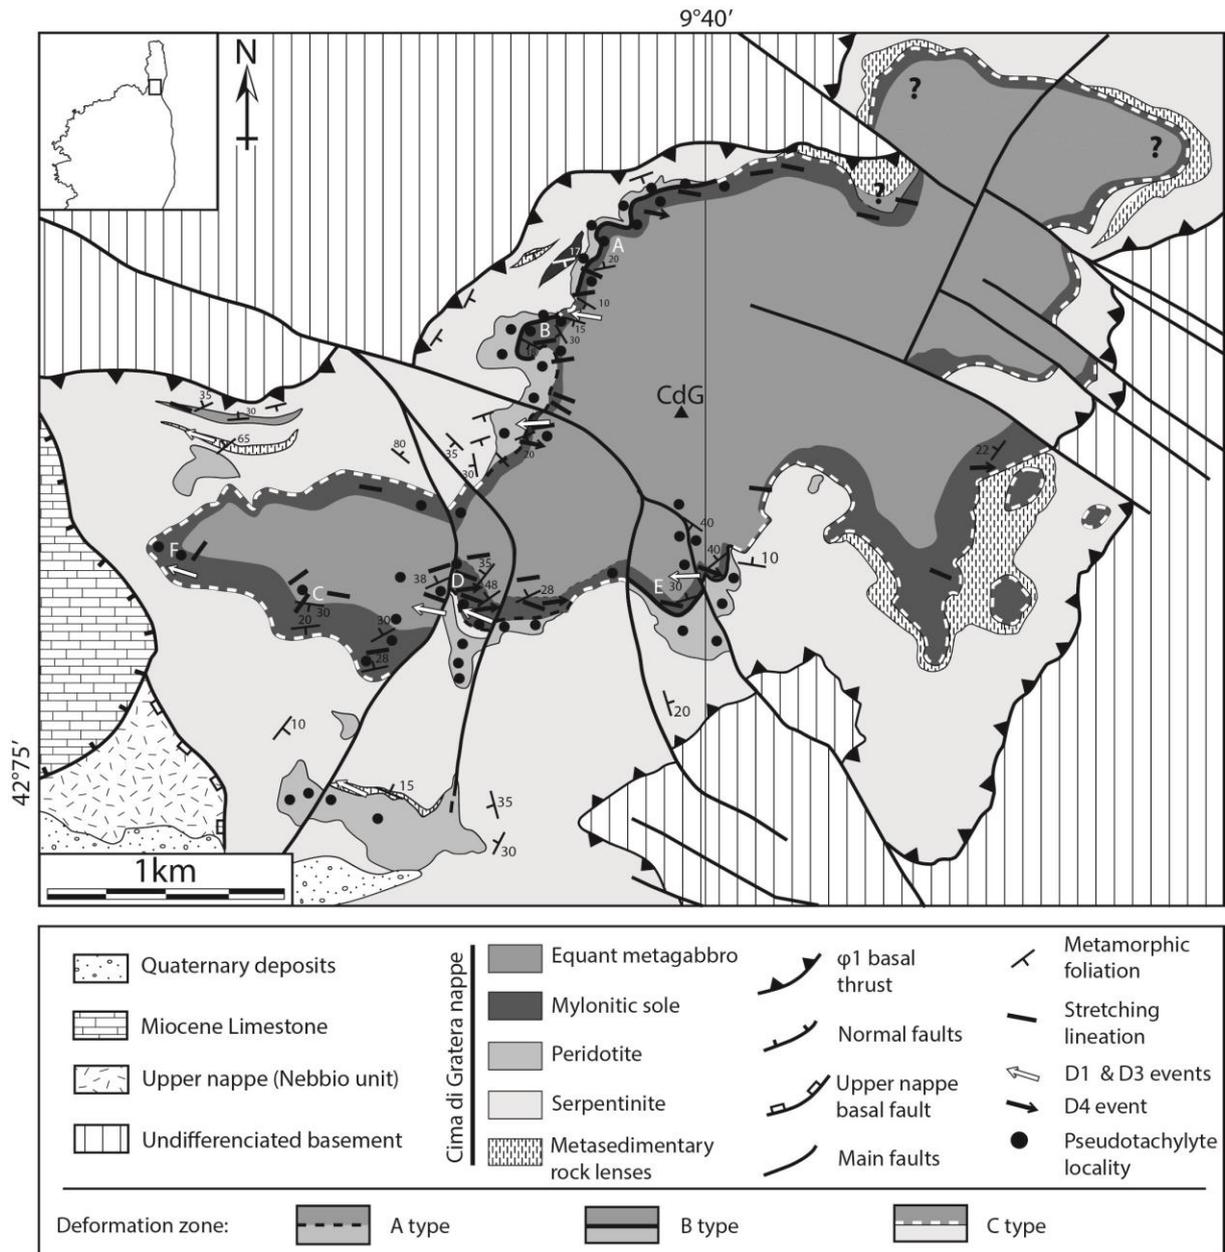 9°40′
N
?
?
?
17
A
20
10
15
B
30
CdG
35
30
65
80
35
30
20
22
40
40
10
F
38
D
35
48
28
E
30
C
30
20
30
28
20
10
42°75′
15
35
30
1km
Quaternary deposits
Miocene Limestone
Upper nappe (Nebbio unit)
Undifferenciated basement
Cima di Gratera nappe
Equant metagabbro
Mylonitic sole
Peridotite
Serpentinite
Metasedimentary
rock lenses
φ1 basal
thrust
Normal faults
Upper nappe
basal fault
Main faults
Metamorphic
foliation
Stretching
lineation
D1 & D3 events
D4 event
Pseudotachylyte
locality
Deformation zone:
A type
B type
C type